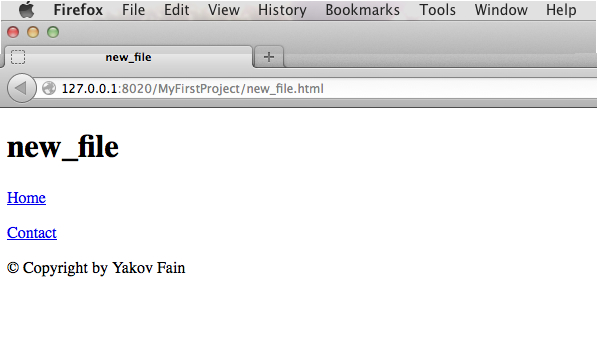 Firefox File Edit View History Bookmarks Tools Window Help
new_file
127.0.0.1:8020/MyFirstProject/new_file.html
new_file
Home
Contact
© Copyright by Yakov Fain